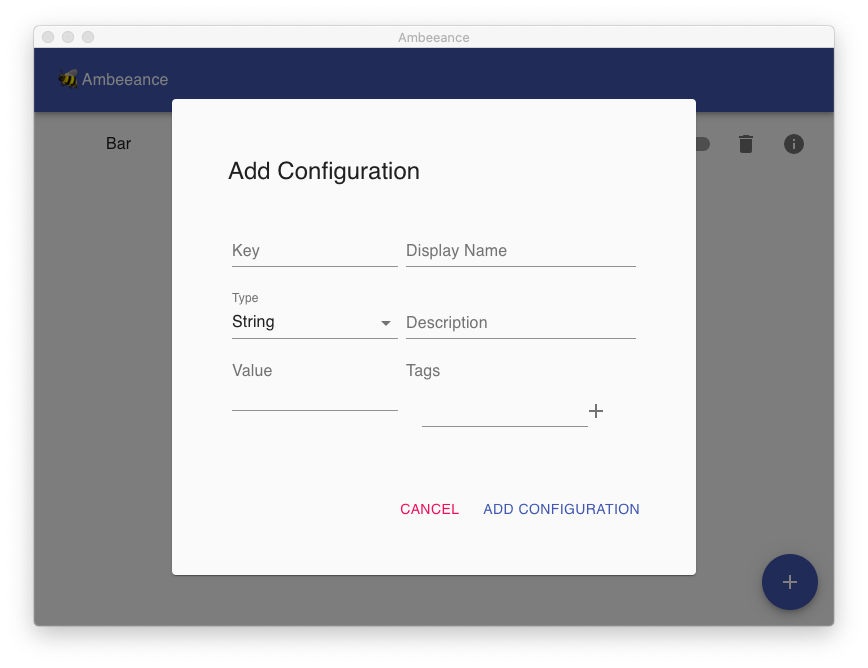 Ambeeance
Ambeeance
Bar
Add Configuration
Key Display Name
Type
String Description
Value Tags
CANCEL ADD CONFIGURATION